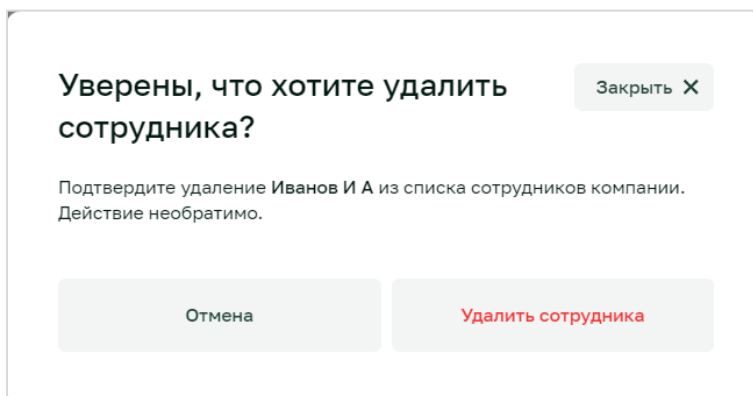 Уверены, что хотите удалить
сотрудника?
Закрыть ✕
Подтвердите удаление Иванов И А из списка сотрудников компании.
Действие необратимо.
Отмена
Удалить сотрудника